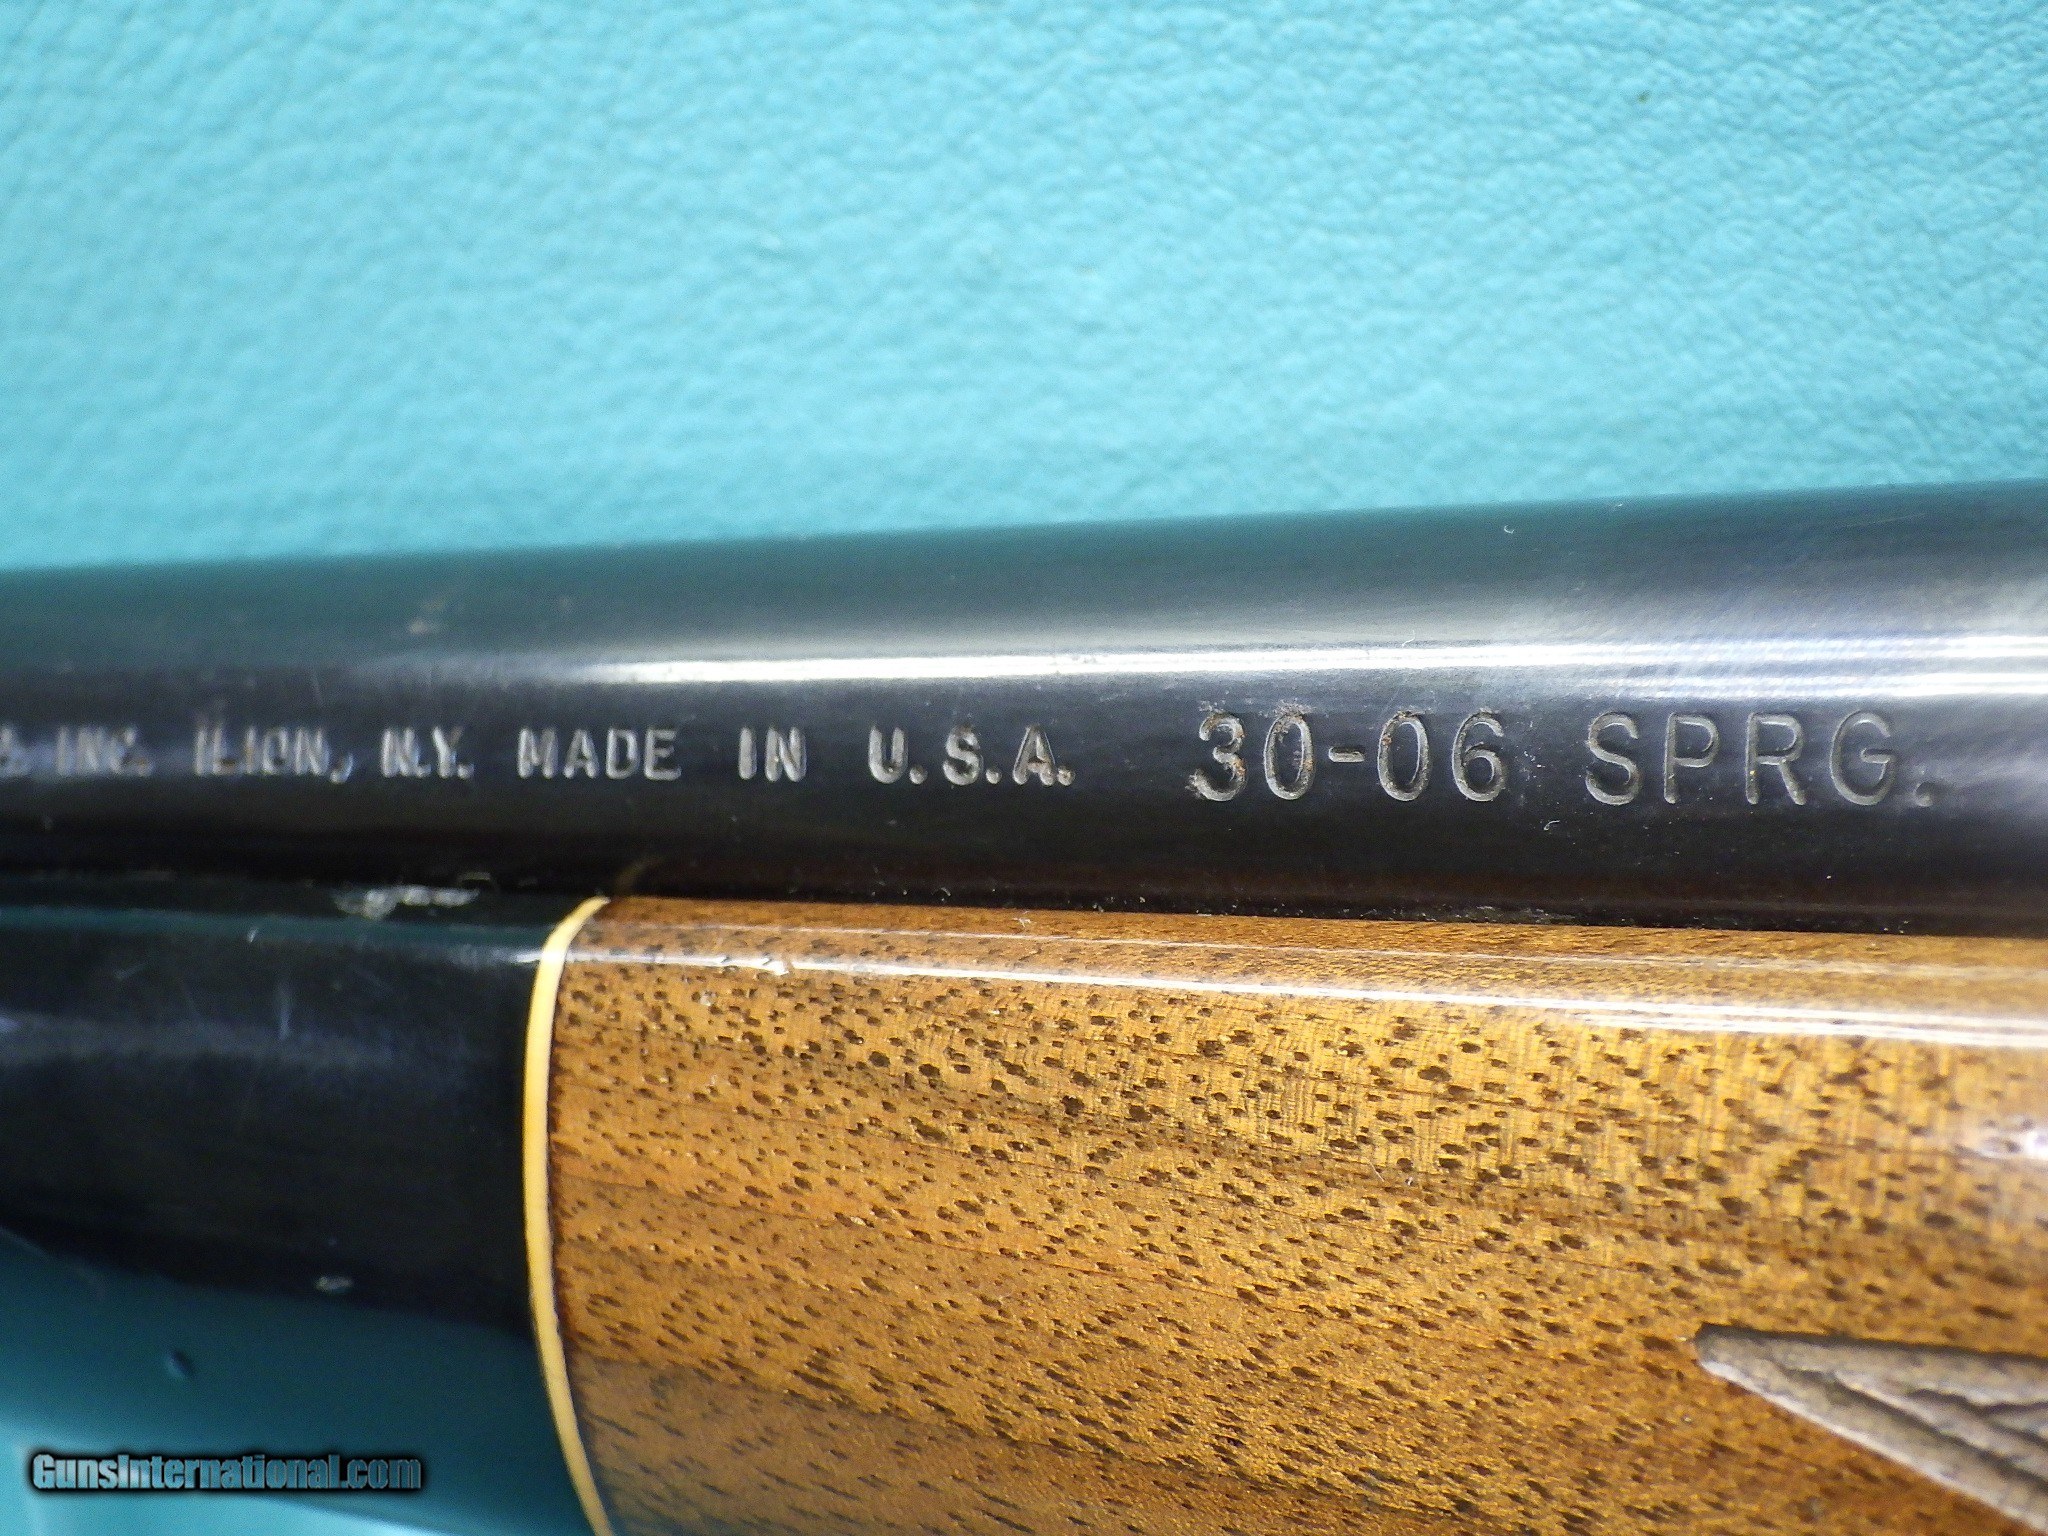 INC. ILION, N.Y. MADE IN U.S.A. 30-06 SPRG.
GunsInternational.com